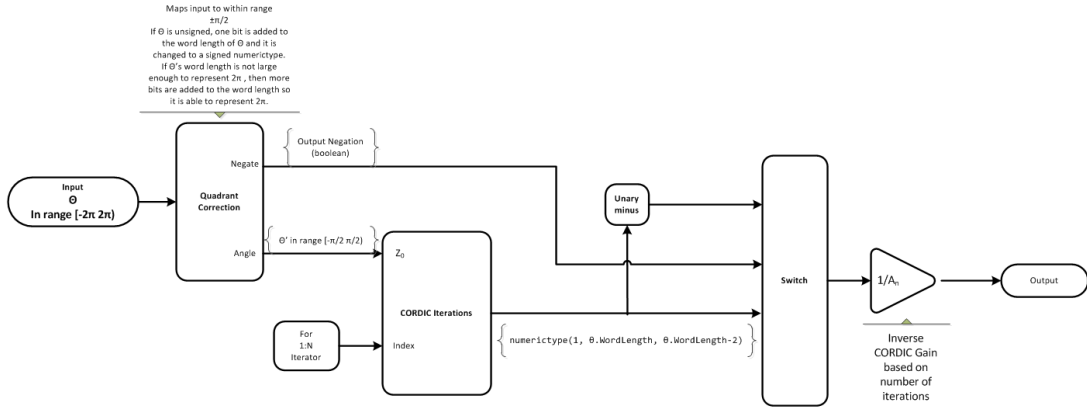 Maps input to within range
±π/2
If Θ is unsigned, one bit is added to
the word length of Θ and it is
changed to a signed numerictype.
If Θ's word length is not large
enough to represent 2π , then more
bits are added to the word length so
it is able to represent 2π.
Input
Θ
In range [-2π 2π)
Quadrant
Correction
Negate
Angle
Output Negation
(boolean)
Θ' in range [-π/2 π/2)
Z0
CORDIC Iterations
Index
For
1:N
Iterator
Unary
minus
numerictype(1, θ.WordLength, θ.WordLength-2)
Switch
1/An
Inverse
CORDIC Gain
based on
number of
iterations
Output